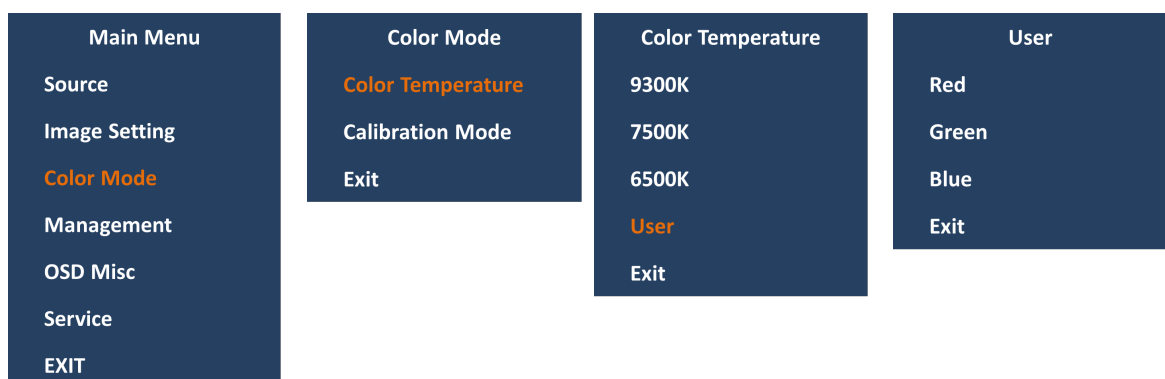 Main Menu
Source
Image Setting
Color Mode
Management
OSD Misc
Service
EXIT
Color Mode
Color Temperature
Calibration Mode
Exit
Color Temperature
9300K
7500K
6500K
User
Exit
User
Red
Green
Blue
Exit